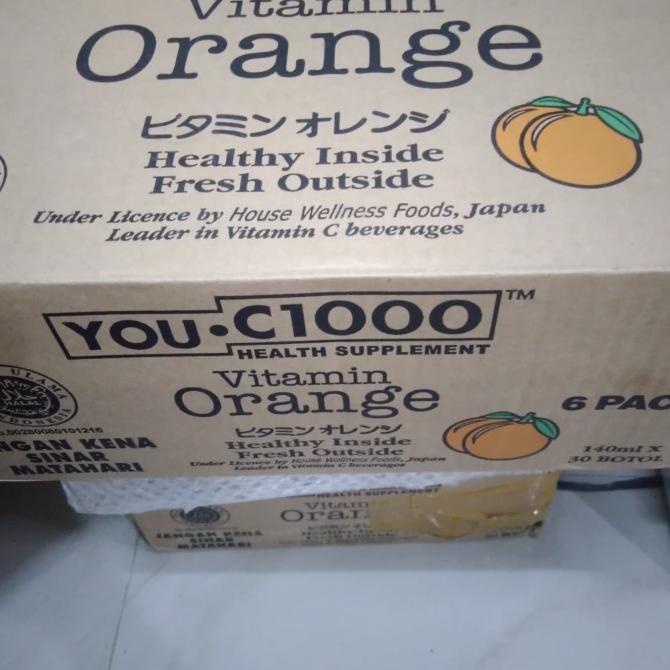 Vitamin
Orange
ビタミン オレンジ
Healthy Inside
Fresh Outside
Under Licence by House Wellness Foods, Japan
Leader in Vitamin C beverages
YOU•C1000 TM
HEALTH SUPPLEMENT
Vitamin
Orange
ビタミン オレンジ
Healthy Inside
Fresh Outside
Under Licence by House Wellness Foods, Japan
Leader in Vitamin C beverages
ULAMA
NGAN KENA
SINAR
MATAHARI
6 PAC
140ml X
30 BOTOL
HEALTH SUPPLEMENT
Vitamin
JANGAN KENA
SINAR
MATAHARI